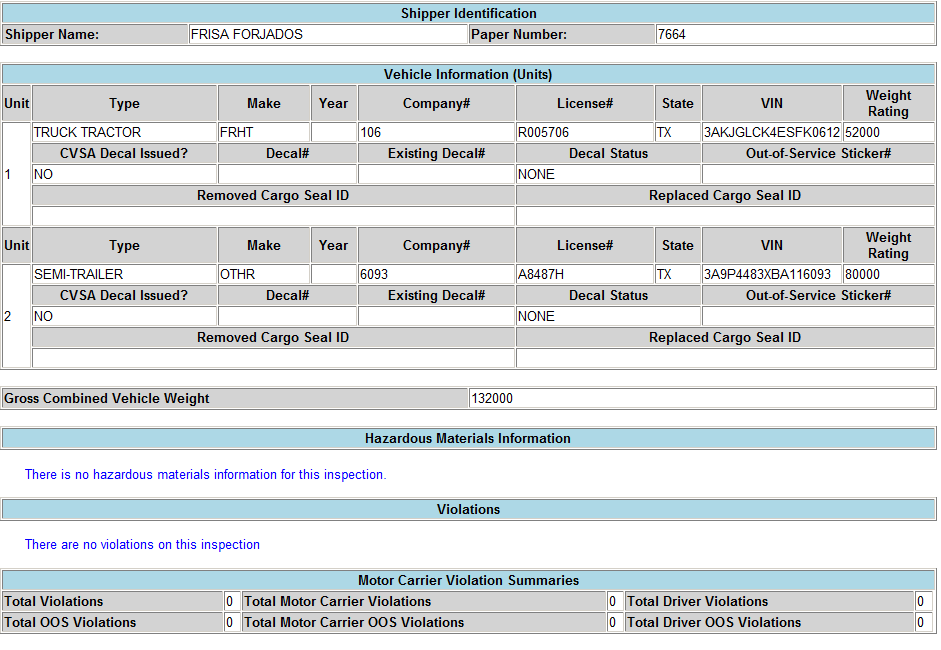 Shipper Identification
Shipper Name: FRISA FORJADOS Paper Number: 7664
Vehicle Information (Units)
Unit Type Make Year Company# License# State VIN Weight Rating
1 TRUCK TRACTOR FRHT 106 R005706 TX 3AKJGLCK4ESFK0612 52000
CVSA Decal Issued? Decal# Existing Decal# Decal Status Out-of-Service Sticker#
NO NONE
Removed Cargo Seal ID Replaced Cargo Seal ID
Unit Type Make Year Company# License# State VIN Weight Rating
2 SEMI-TRAILER OTHR 6093 A8487H TX 3A9P4483XBA116093 80000
CVSA Decal Issued? Decal# Existing Decal# Decal Status Out-of-Service Sticker#
NO NONE
Removed Cargo Seal ID Replaced Cargo Seal ID
Gross Combined Vehicle Weight 132000
Hazardous Materials Information
There is no hazardous materials information for this inspection.
Violations
There are no violations on this inspection
Motor Carrier Violation Summaries
Total Violations 0 Total Motor Carrier Violations 0 Total Driver Violations 0
Total OOS Violations 0 Total Motor Carrier OOS Violations 0 Total Driver OOS Violations 0